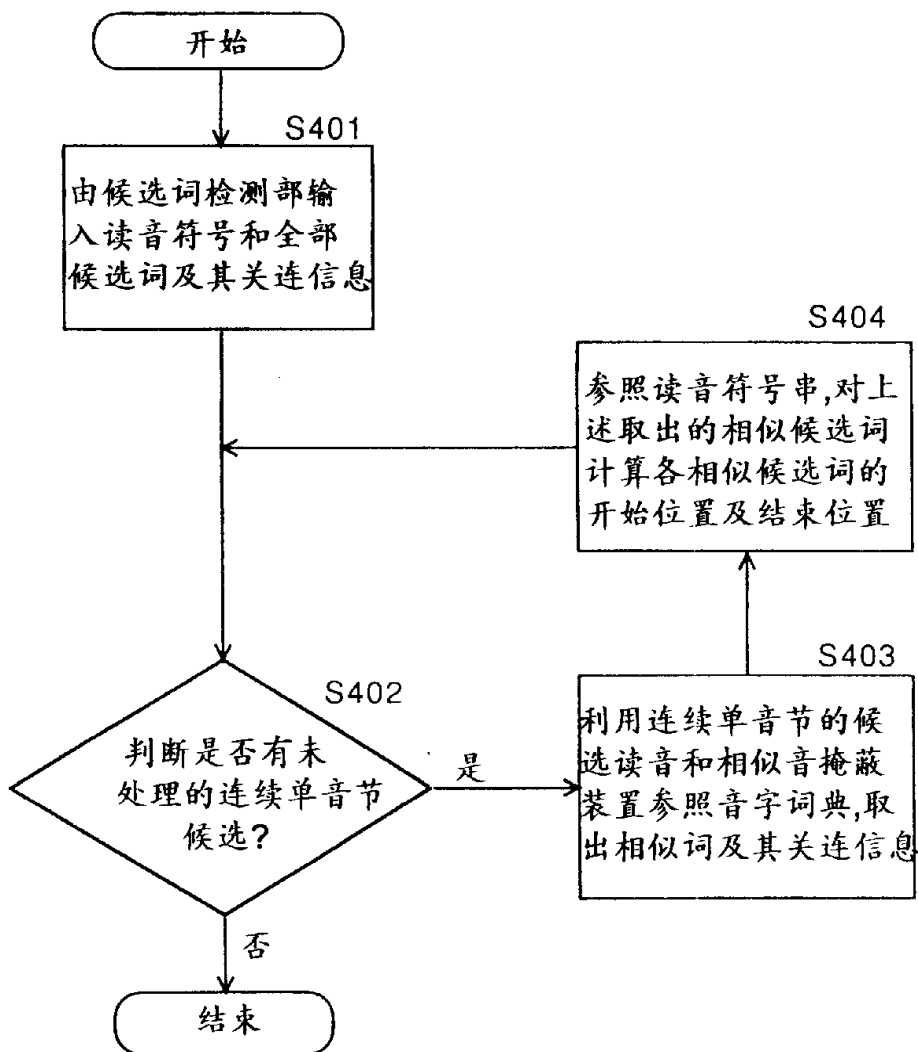 开始
S401
由候选词检测部输
入读音符号和全部
候选词及其关连信息
S404
参照读音符号串,对上
述取出的相似候选词
计算各相似候选词的
开始位置及结束位置
S402
判断是否有未
处理的连续单音节
候选?
是
S403
利用连续单音节的候
选读音和相似音掩蔽
装置参照音字词典,取
出相似词及其关连信息
否
结束